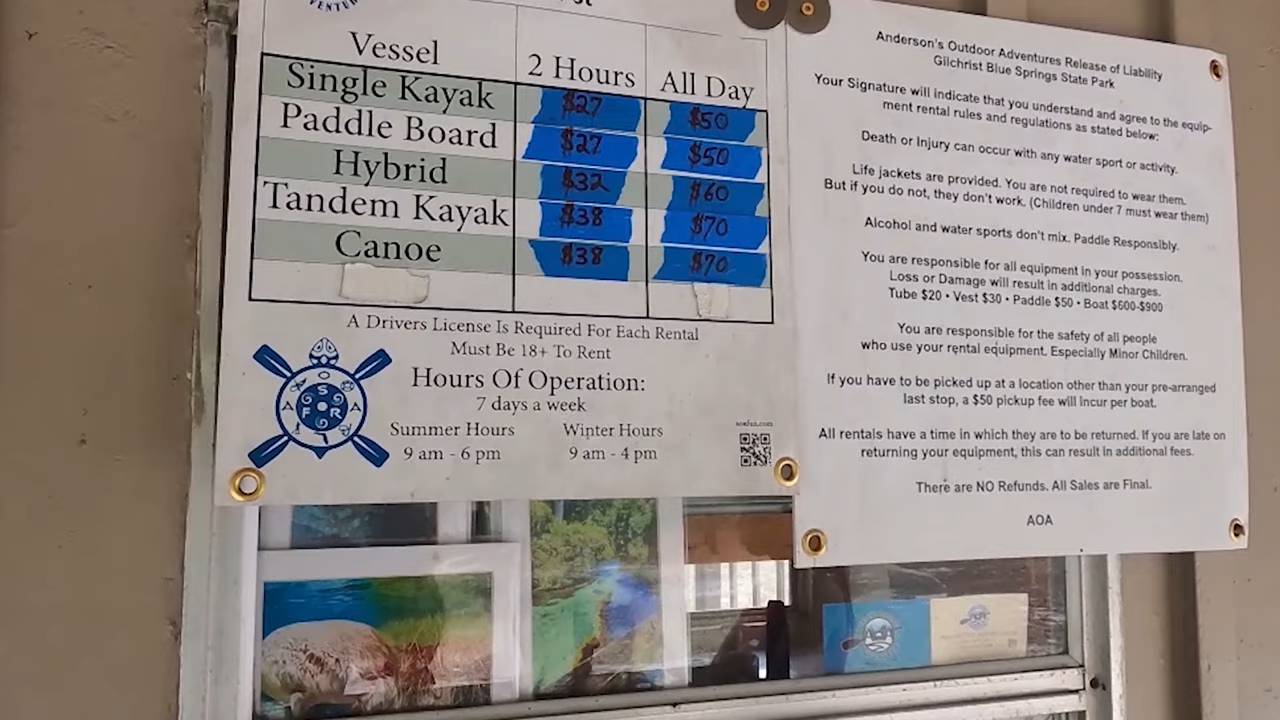 VENTUR
Vessel 2 Hours All Day
Single Kayak $27 $50
Paddle Board $27 $50
Hybrid $32 $60
Tandem Kayak $38 $70
Canoe $38 $70
A Drivers License Is Required For Each Rental
Must Be 18+ To Rent
Hours Of Operation:
7 days a week
Summer Hours Winter Hours
9 am - 6 pm 9 am - 4 pm
S
F R
A A
O
Anderson's Outdoor Adventures Release of Liability
Gilchrist Blue Springs State Park
Your Signature will indicate that you understand and agree to the equip-
ment rental rules and regulations as stated below:
Death or Injury can occur with any water sport or activity.
Life jackets are provided. You are not required to wear them.
But if you do not, they don't work. (Children under 7 must wear them)
Alcohol and water sports don't mix. Paddle Responsibly.
You are responsible for all equipment in your possession.
Loss or Damage will result in additional charges.
Tube $20 • Vest $30 • Paddle $50 • Boat $600-$900
You are responsible for the safety of all people
who use your rental equipment. Especially Minor Children.
If you have to be picked up at a location other than your pre-arranged
last stop, a $50 pickup fee will incur per boat.
All rentals have a time in which they are to be returned. If you are late on
returning your equipment, this can result in additional fees.
There are NO Refunds. All Sales are Final.
AOA